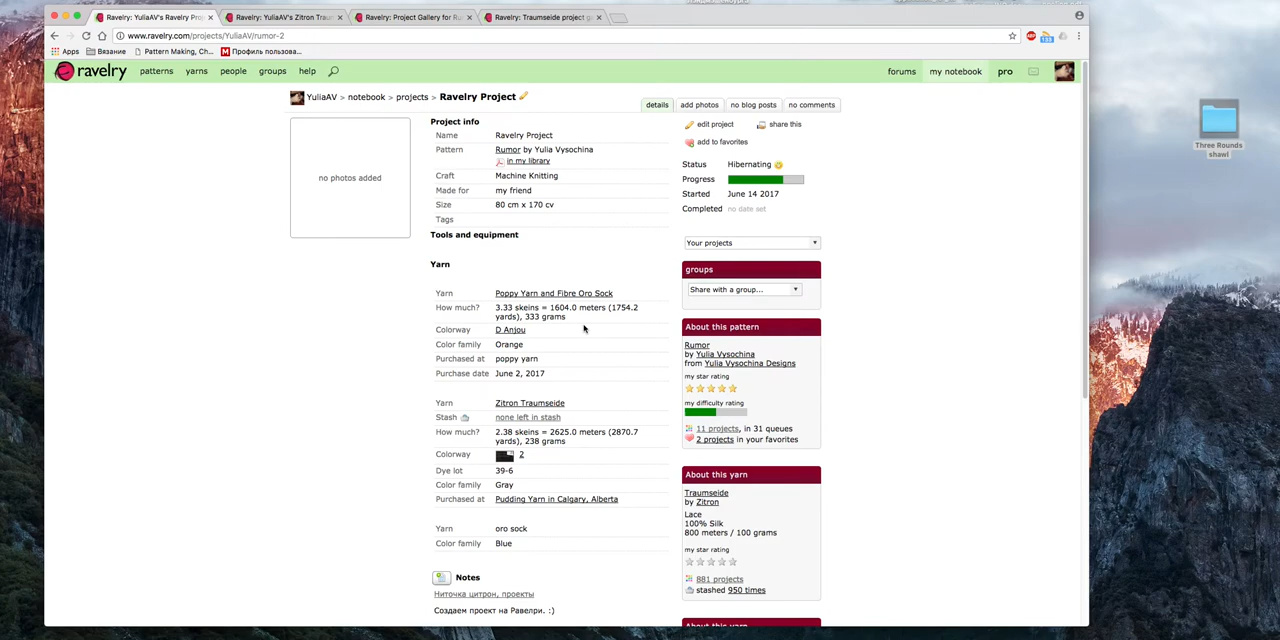 Ravelry: YuliaAV's Ravelry Proj
Ravelry: YuliaAV's Zitron Traum
Ravelry: Project Gallery for Ru
Ravelry: Traumseide project ga
www.ravelry.com/projects/YuliaAV/rumor-2
Apps Вязание Pattern Making, Ch... Профиль пользова...
ravelry patterns yarns people groups help forums my notebook pro
YuliaAV > notebook > projects > Ravelry Project
details add photos no blog posts no comments
no photos added
Project info
Name Ravelry Project
Pattern Rumor by Yulia Vysochina
in my library
Craft Machine Knitting
Made for my friend
Size 80 cm x 170 cv
Tags
Tools and equipment
Yarn
Yarn Poppy Yarn and Fibre Oro Sock
How much? 3.33 skeins = 1604.0 meters (1754.2
yards), 333 grams
Colorway D Anjou
Color family Orange
Purchased at poppy yarn
Purchase date June 2, 2017
Yarn Zitron Traumseide
Stash none left in stash
How much? 2.38 skeins = 2625.0 meters (2870.7
yards), 238 grams
Colorway 2
Dye lot 39-6
Color family Gray
Purchased at Pudding Yarn in Calgary, Alberta
Yarn oro sock
Color family Blue
Notes
Ниточка цитрон, проекты
Создаем проект на Равелри. :)
edit project share this
add to favorites
Status Hibernating
Progress
Started June 14 2017
Completed no date set
Your projects
groups
Share with a group...
About this pattern
Rumor
by Yulia Vysochina
from Yulia Vysochina Designs
my star rating
my difficulty rating
11 projects, in 31 queues
2 projects in your favorites
About this yarn
Traumseide
by Zitron
Lace
100% Silk
800 meters / 100 grams
my star rating
881 projects
stashed 950 times
Three Rounds
shawl